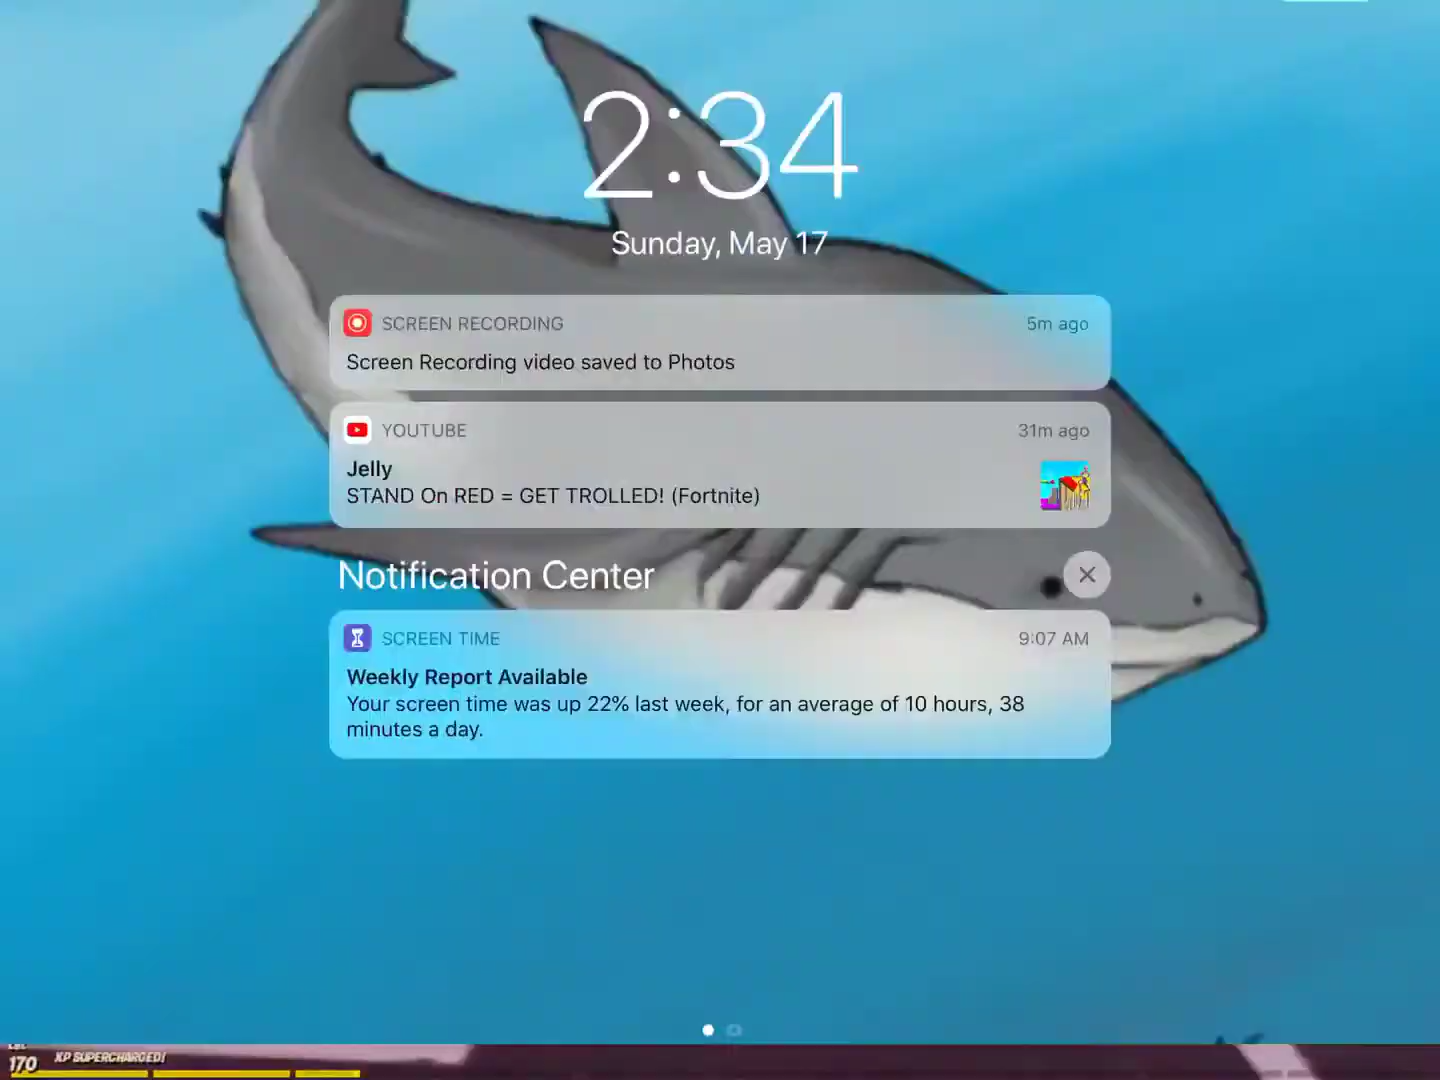 2:34
Sunday, May 17
SCREEN RECORDING
5m ago
Screen Recording video saved to Photos
YOUTUBE
31m ago
Jelly
STAND On RED = GET TROLLED! (Fortnite)
Notification Center
SCREEN TIME
9:07 AM
Weekly Report Available
Your screen time was up 22% last week, for an average of 10 hours, 38
minutes a day.
170
XP SUPERCHARGED!